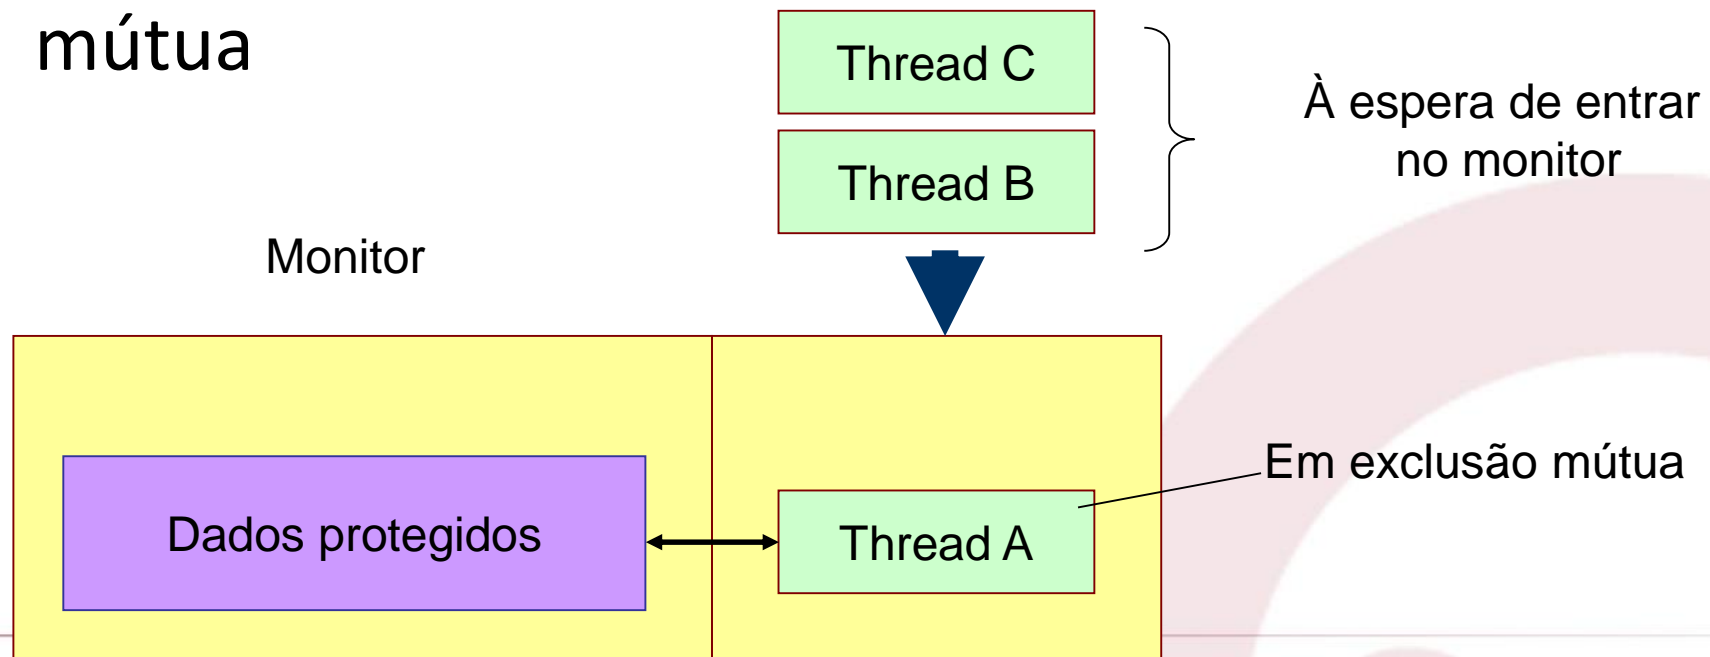 mútua
Thread C
À espera de entrar
no monitor
Thread B
Monitor
Em exclusão mútua
Dados protegidos
Thread A